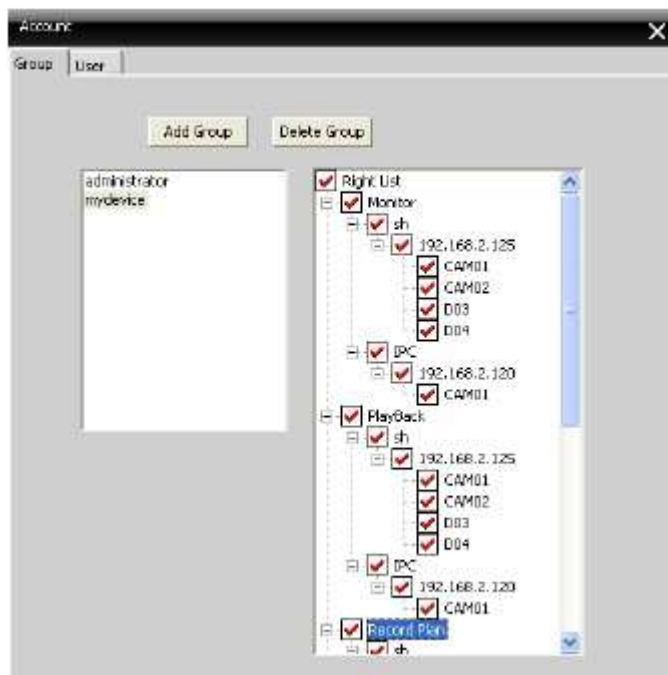 Account
Group User
Add Group Delete Group
administrator
mydevice
Right List
Monitor
sh
192.168.2.125
CAM01
CAM02
D03
D04
IPC
192.168.2.120
CAM01
PlayBack
sh
192.168.2.125
CAM01
CAM02
D03
D04
IPC
192.168.2.120
CAM01
Record Plan
sh